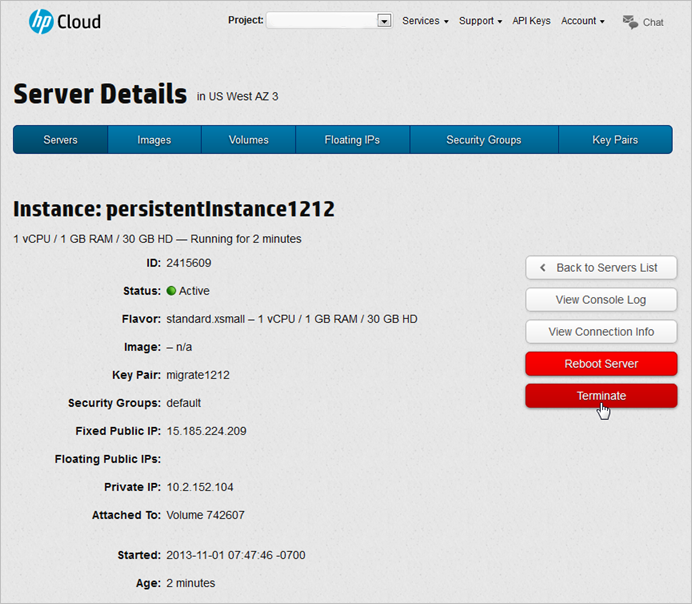 hp Cloud
Project: Services Support API Keys Account Chat
Server Details in US West AZ 3
Servers Images Volumes Floating IPs Security Groups Key Pairs
Instance: persistentInstance1212
1 vCPU / 1 GB RAM / 30 GB HD — Running for 2 minutes
ID: 2415609
Back to Servers List
Status: Active
View Console Log
Flavor: standard.xsmall – 1 vCPU / 1 GB RAM / 30 GB HD
View Connection Info
Image: – n/a
Reboot Server
Key Pair: migrate1212
Terminate
Security Groups: default
Fixed Public IP: 15.185.224.209
Floating Public IPs:
Private IP: 10.2.152.104
Attached To: Volume 742607
Started: 2013-11-01 07:47:46 -0700
Age: 2 minutes